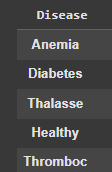 Disease
Anemia
Diabetes
Thalasse
Healthy
Thromboc